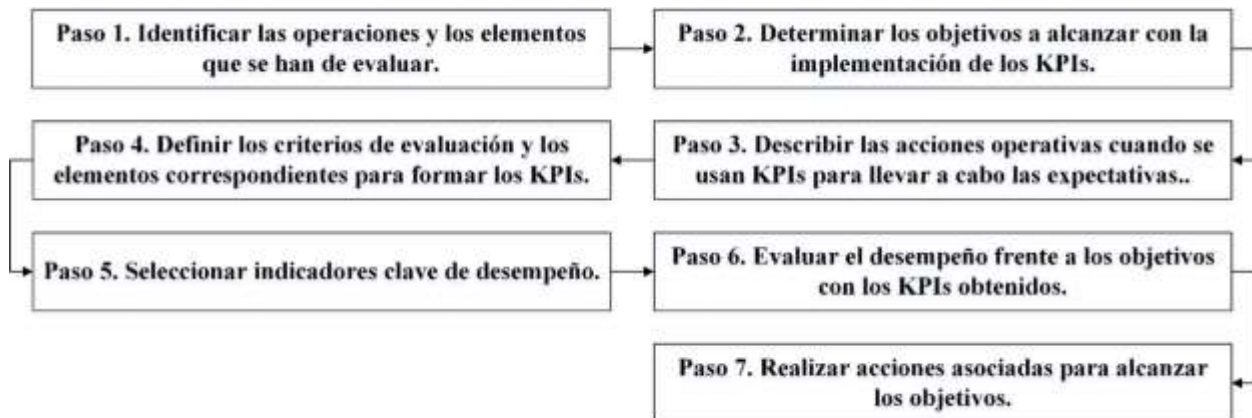 Paso 1. Identificar las operaciones y los elementos
que se han de evaluar.
Paso 2. Determinar los objetivos a alcanzar con la
implementación de los KPIs.
Paso 3. Describir las acciones operativas cuando se
usan KPIs para llevar a cabo las expectativas..
Paso 4. Definir los criterios de evaluación y los
elementos correspondientes para formar los KPIs.
Paso 5. Seleccionar indicadores clave de desempeño.
Paso 6. Evaluar el desempeño frente a los objetivos
con los KPIs obtenidos.
Paso 7. Realizar acciones asociadas para alcanzar
los objetivos.